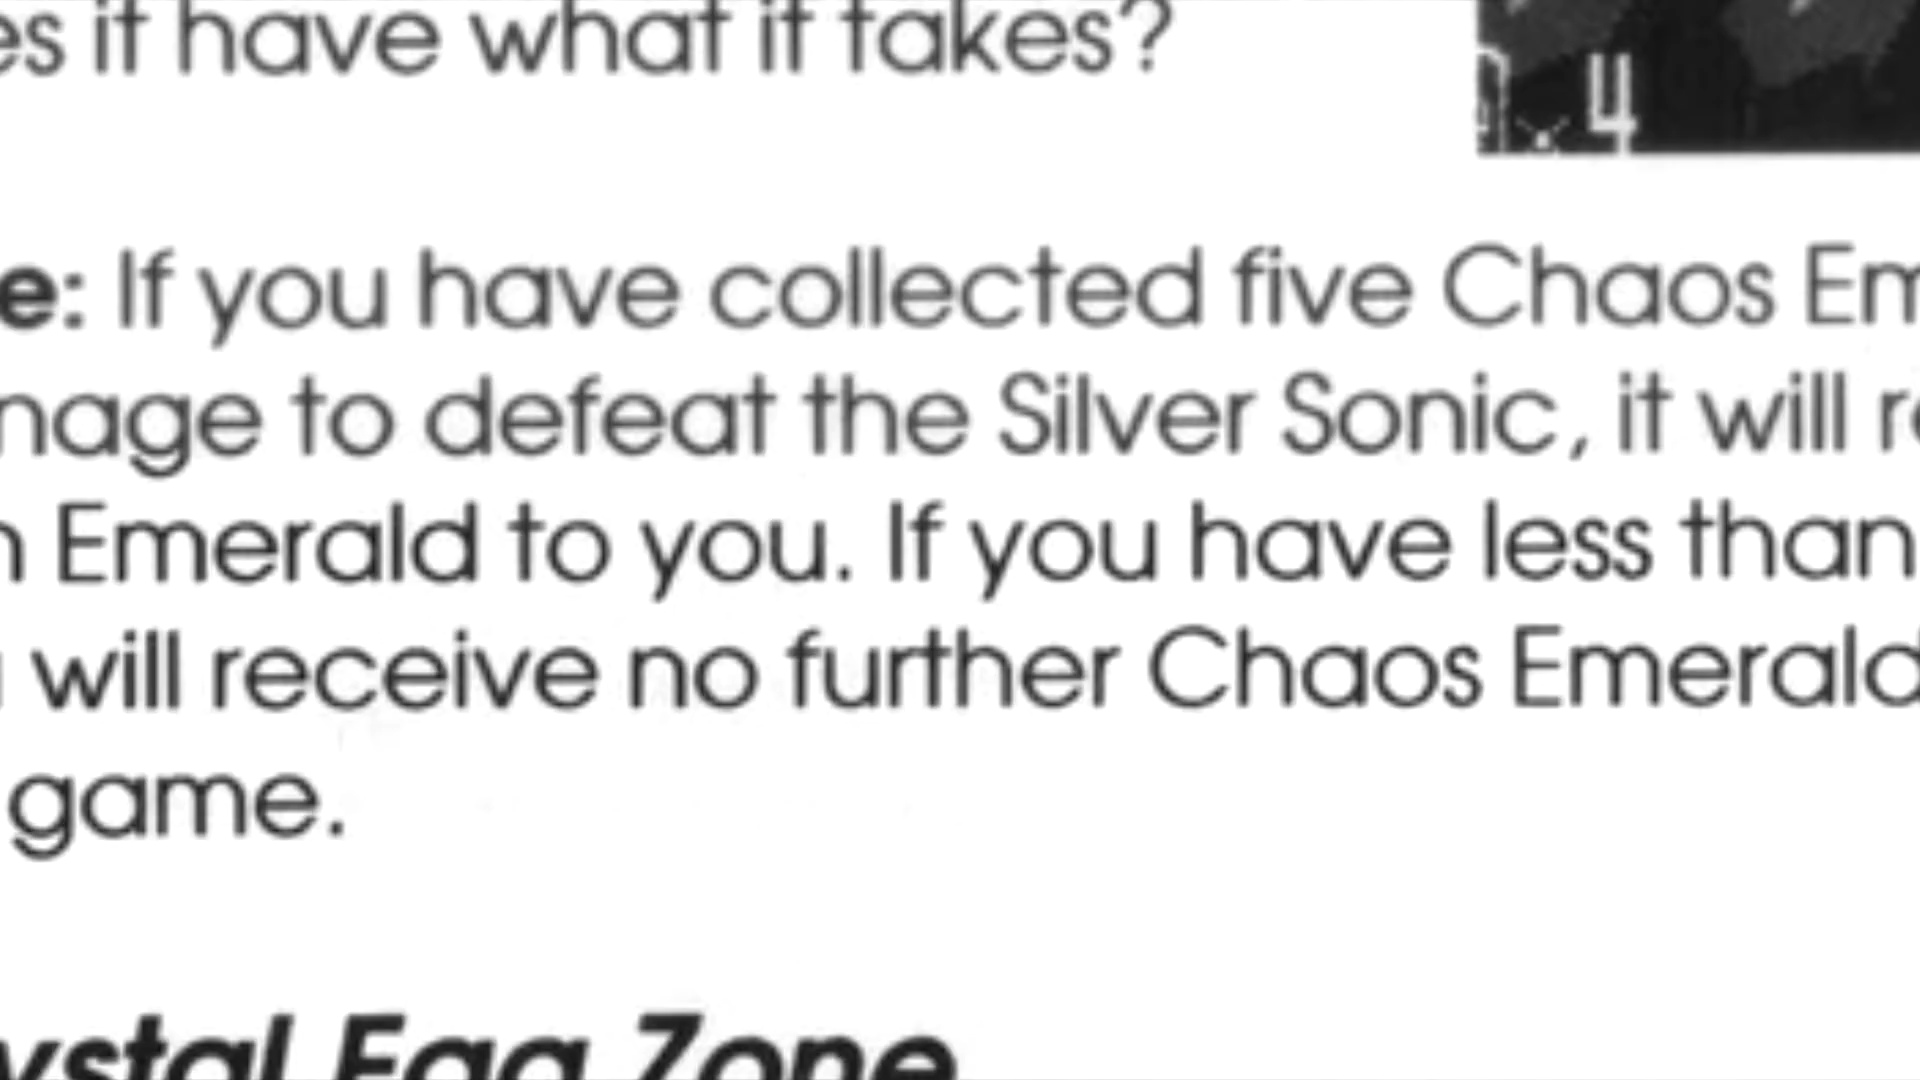 es it have what it takes?
× 4
e: If you have collected five Chaos Em
nage to defeat the Silver Sonic, it will re
n Emerald to you. If you have less than
will receive no further Chaos Emerald
game.
ystal Egg Zone